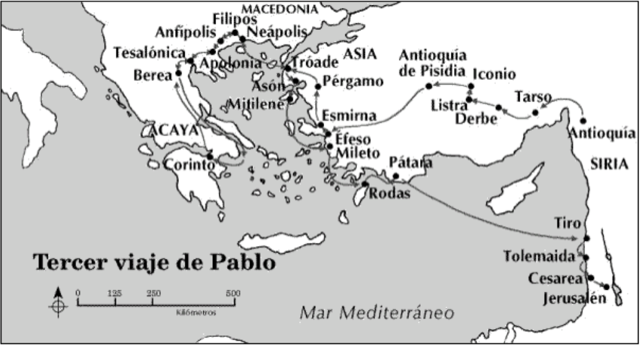 MACEDONIA
Filipos
Anfípolis
Neápolis
Tesalónica
Apolonia
Berea
Tróade
ASIA
Asón
Pérgamo
Mitilene
Antioquía
de Pisidia
Iconio
Listra
Derbe
Tarso
Antioquía
SIRIA
Esmirna
Efeso
Mileto
ACAYA
Corinto
Pátara
Rodas
Tiro
Tolemaida
Cesarea
Jerusalén
Tercer viaje de Pablo
0 125 250 500
Kilómetros
Mar Mediterráneo